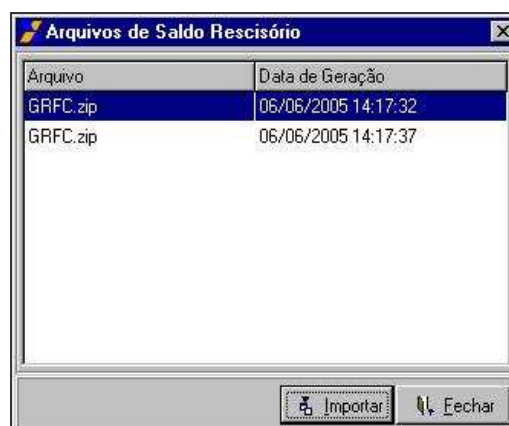 Arquivos de Saldo Rescisório
Arquivo Data de Geração
GRFC.zip 06/06/2005 14:17:32
GRFC.zip 06/06/2005 14:17:37
Importar Fechar